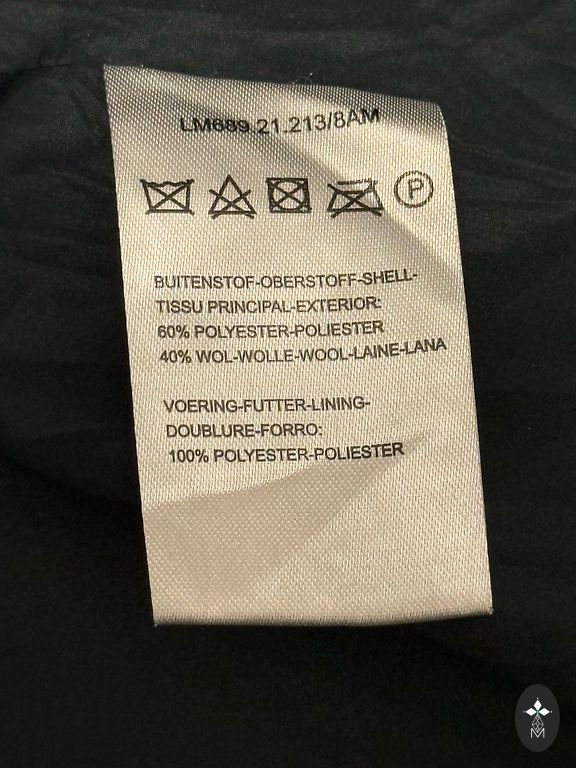 LM689.21.213/8AM
P
BUITENSTOF-OBERSTOFF-SHELL-
TISSU PRINCIPAL-EXTERIOR:
60% POLYESTER-POLIESTER
40% WOL-WOLLE-WOOL-LAINE-LANA
VOERING-FUTTER-LINING-
DOUBLURE-FORRO:
100% POLYESTER-POLIESTER
M